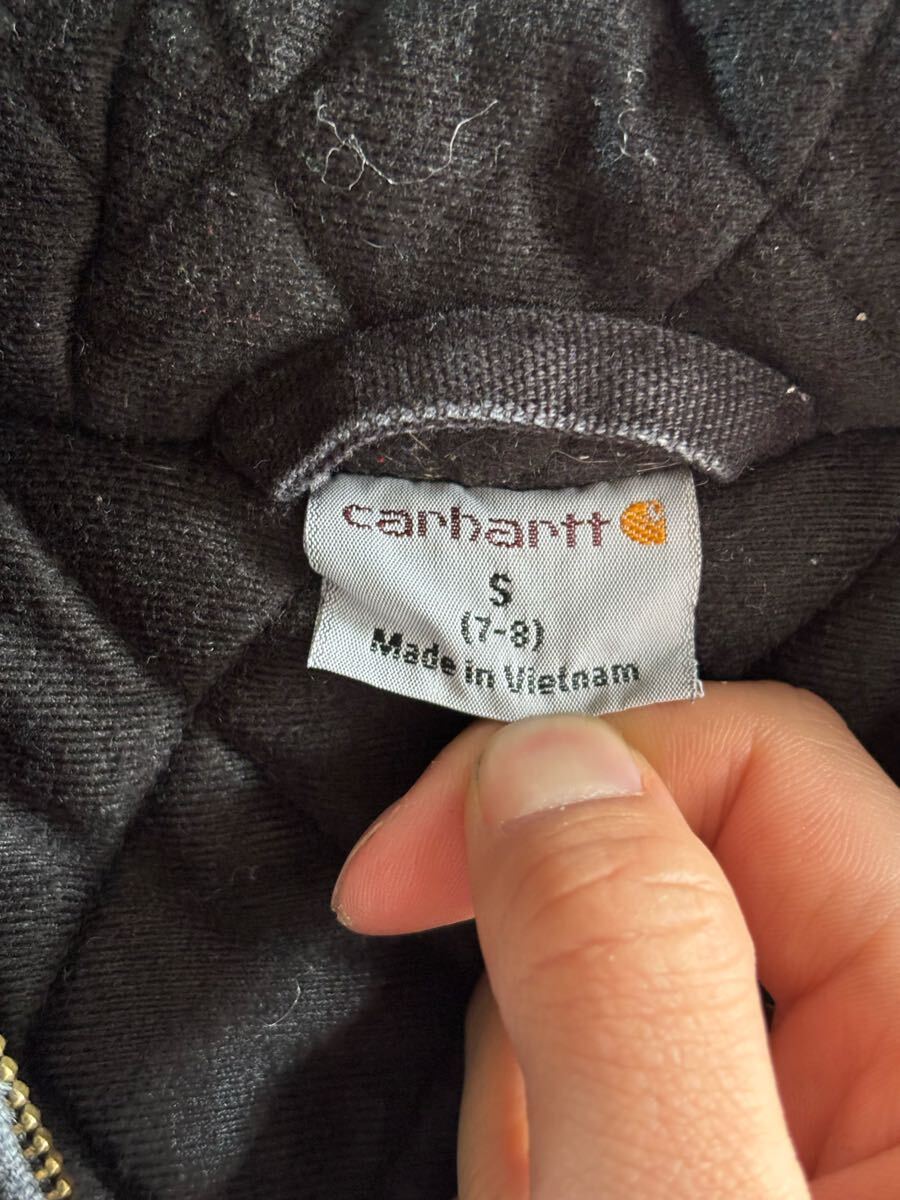 carhartt
S
(7-8)
Made in Vietnam